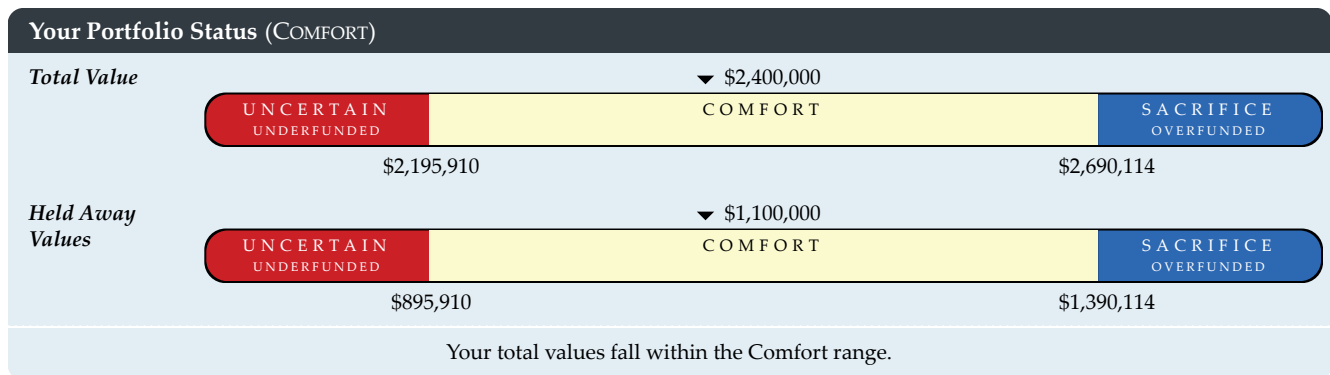 Your Portfolio Status (COMFORT)
Total Value
$2,400,000
UNCERTAIN COMFORT SACRIFICE
UNDERFUNDED OVERFUNDED
$2,195,910 $2,690,114
Held Away
Values
$1,100,000
UNCERTAIN COMFORT SACRIFICE
UNDERFUNDED OVERFUNDED
$895,910 $1,390,114
Your total values fall within the Comfort range.